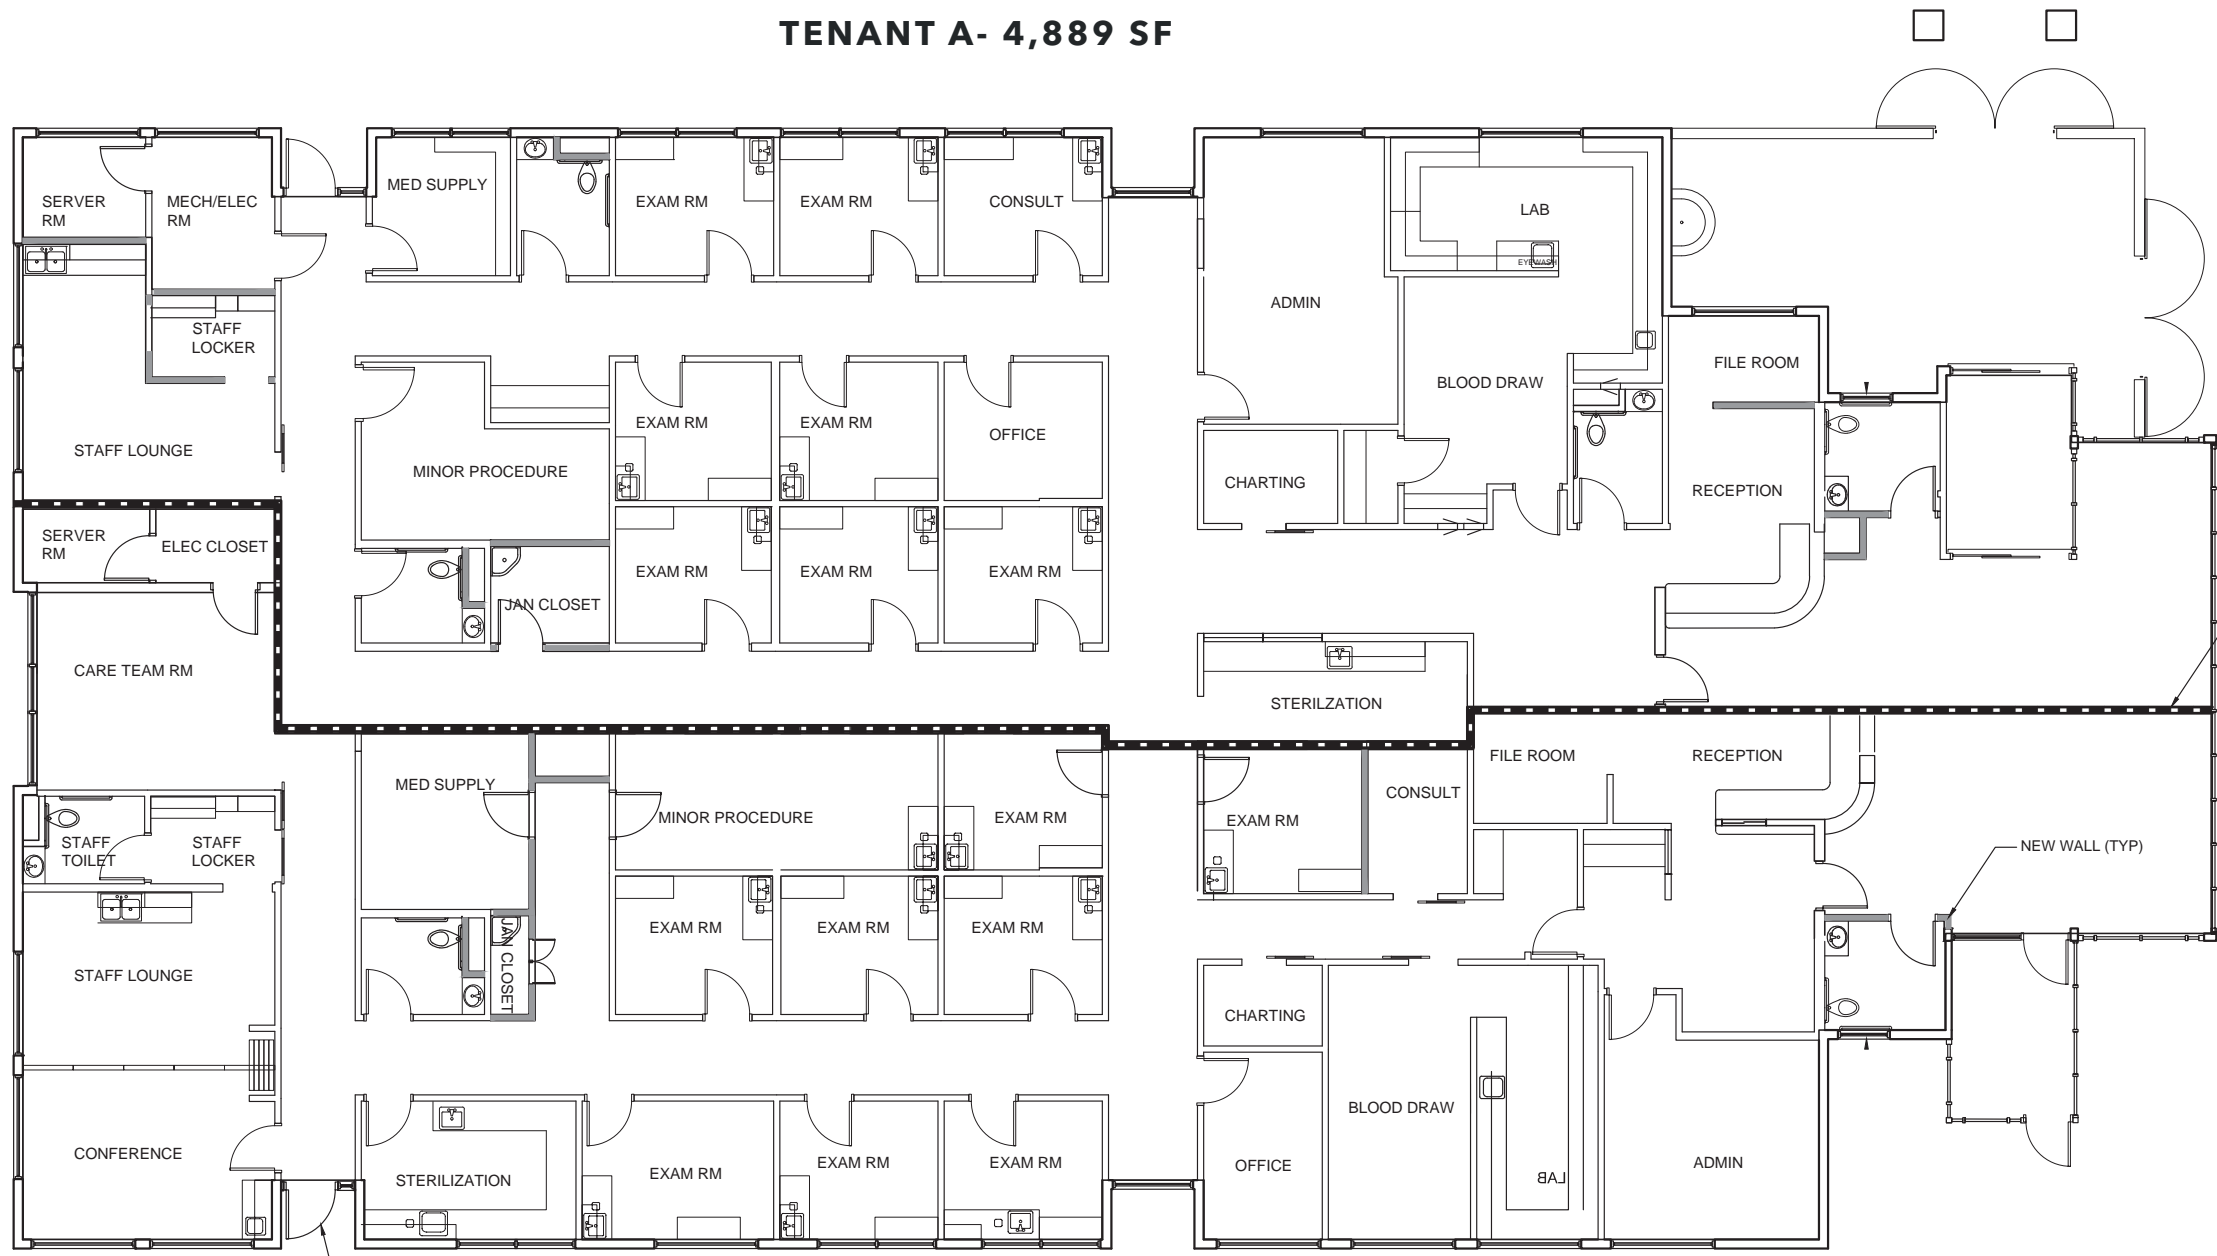 TENANT A- 4,889 SF
SERVER
RM
MECH/ELEC
RM
MED SUPPLY
EXAM RM
EXAM RM
CONSULT
LAB
EYEWASH
ADMIN
STAFF
LOCKER
FILE ROOM
BLOOD DRAW
STAFF LOUNGE
MINOR PROCEDURE
EXAM RM
EXAM RM
OFFICE
CHARTING
RECEPTION
SERVER
RM
ELEC CLOSET
JAN CLOSET
EXAM RM
EXAM RM
EXAM RM
CARE TEAM RM
STERILZATION
MED SUPPLY
MINOR PROCEDURE
EXAM RM
EXAM RM
CONSULT
FILE ROOM
RECEPTION
STAFF
TOILET
STAFF
LOCKER
NEW WALL (TYP)
STAFF LOUNGE
JAN CLOSET
EXAM RM
EXAM RM
EXAM RM
CHARTING
CONFERENCE
STERILIZATION
EXAM RM
EXAM RM
EXAM RM
OFFICE
BLOOD DRAW
LAB
ADMIN